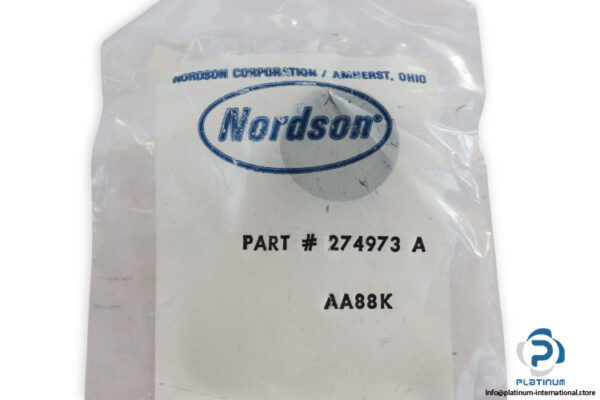 NORDSON CORPORATION / AMHERST, OHIO
Nordson®
PART # 274973 A
AA88K
PLATINUM
Info@platinum-international.store